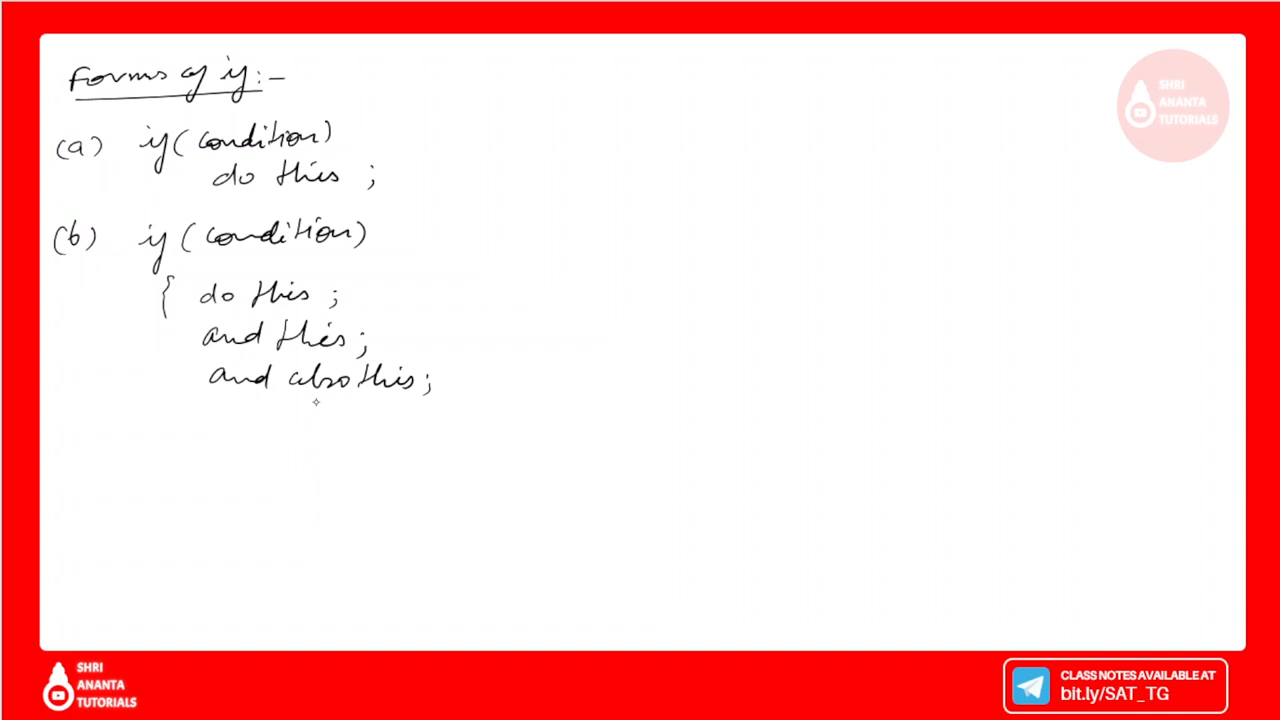 Forms of if:-
(a) if (condition)
do this ;
(b) if (condition)
{ do this ;
and this;
and also this;
SHRI
ANANTA
TUTORIALS
SHRI
ANANTA
TUTORIALS
CLASS NOTES AVAILABLE AT
bit.ly/SAT_TG